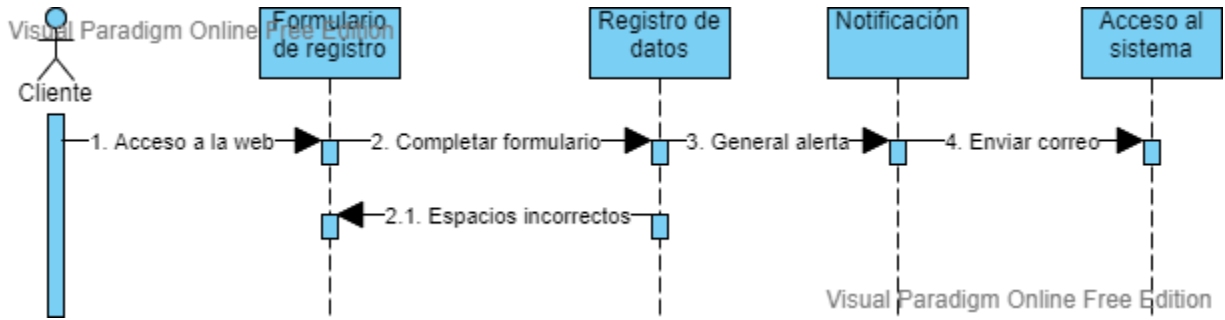 Visual Paradigm Online Free Edition
Formulario
de registro
Registro de
datos
Notificación
Acceso al
sistema
Cliente
1. Acceso a la web
2. Completar formulario
3. General alerta
4. Enviar correo
2.1. Espacios incorrectos
Visual Paradigm Online Free Edition